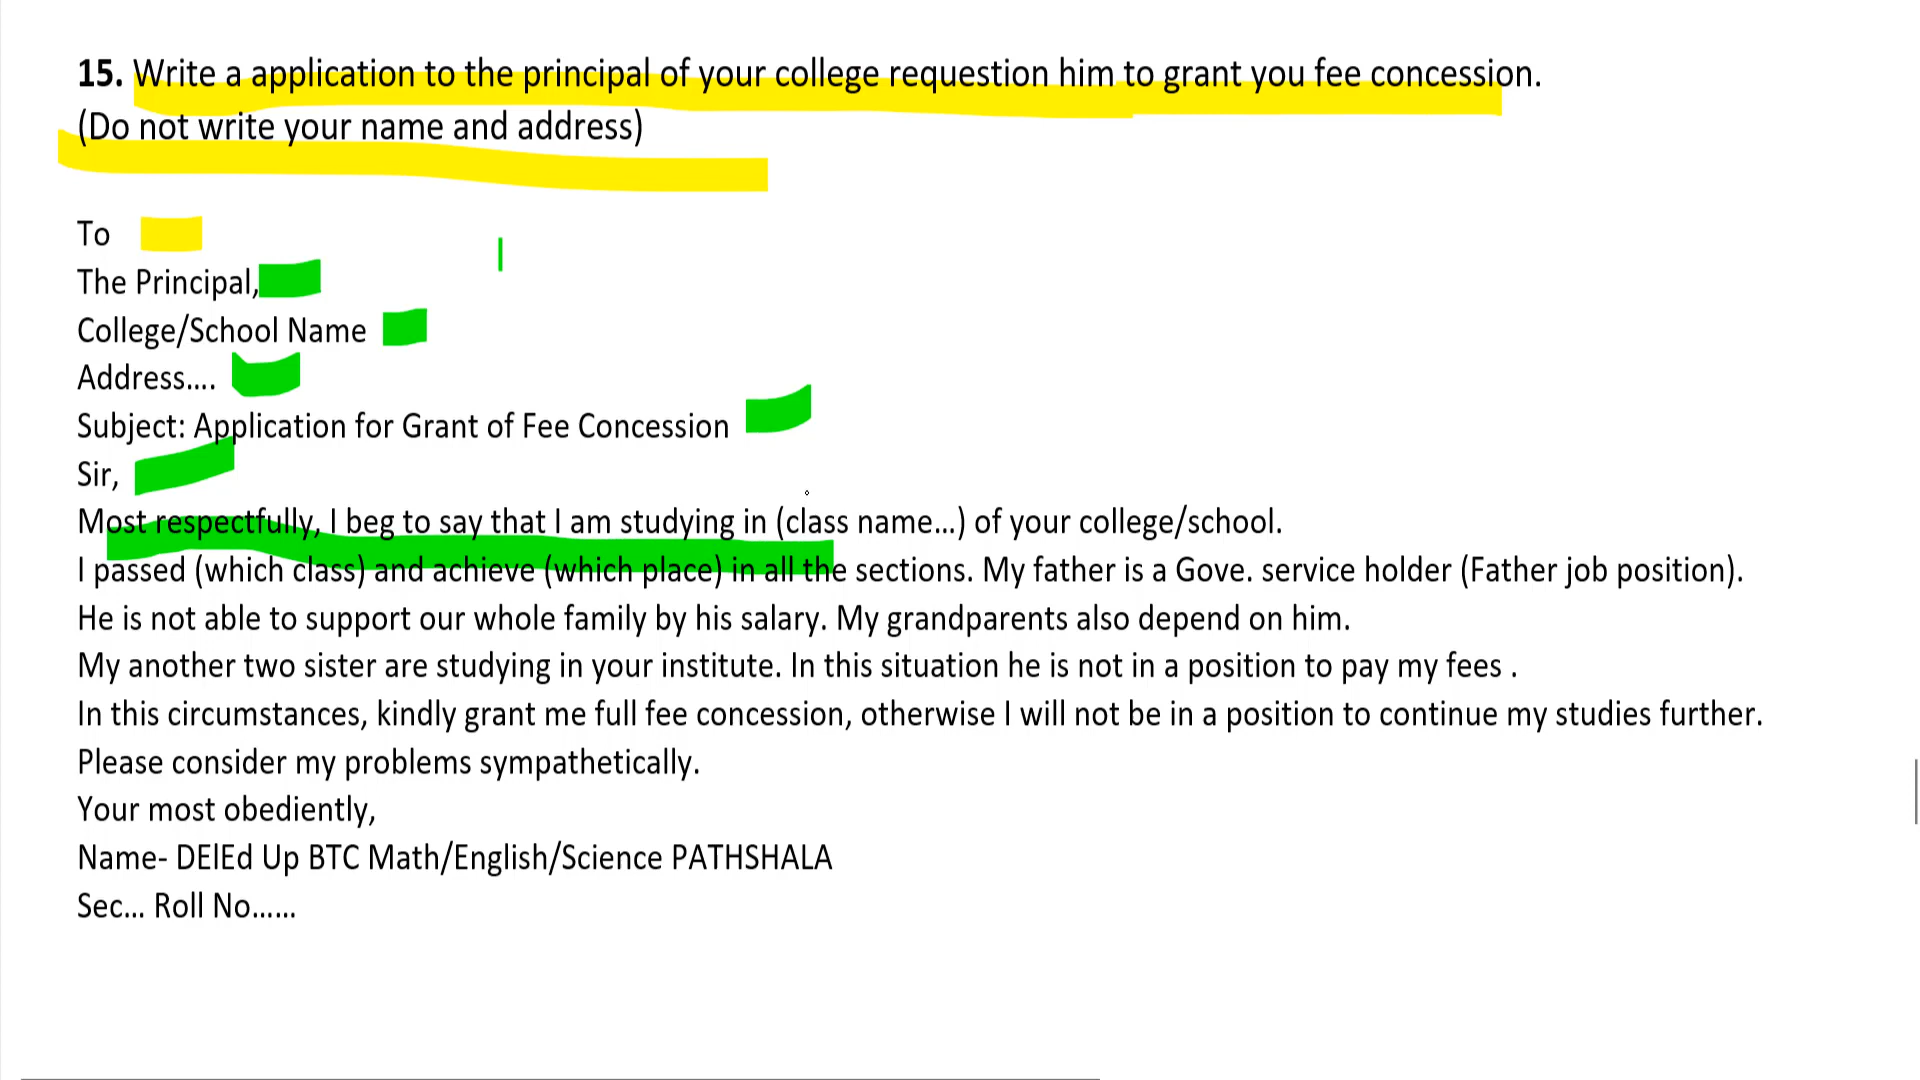 15. Write a application to the principal of your college requestion him to grant you fee concession.
(Do not write your name and address)
To
The Principal,
College/School Name
Address....
Subject: Application for Grant of Fee Concession
Sir,
Most respectfully, I beg to say that I am studying in (class name...) of your college/school.
I passed (which class) and achieve (which place) in all the sections. My father is a Gove. service holder (Father job position).
He is not able to support our whole family by his salary. My grandparents also depend on him.
My another two sister are studying in your institute. In this situation he is not in a position to pay my fees .
In this circumstances, kindly grant me full fee concession, otherwise I will not be in a position to continue my studies further.
Please consider my problems sympathetically.
Your most obediently,
Name- DElEd Up BTC Math/English/Science PATHSHALA
Sec... Roll No......